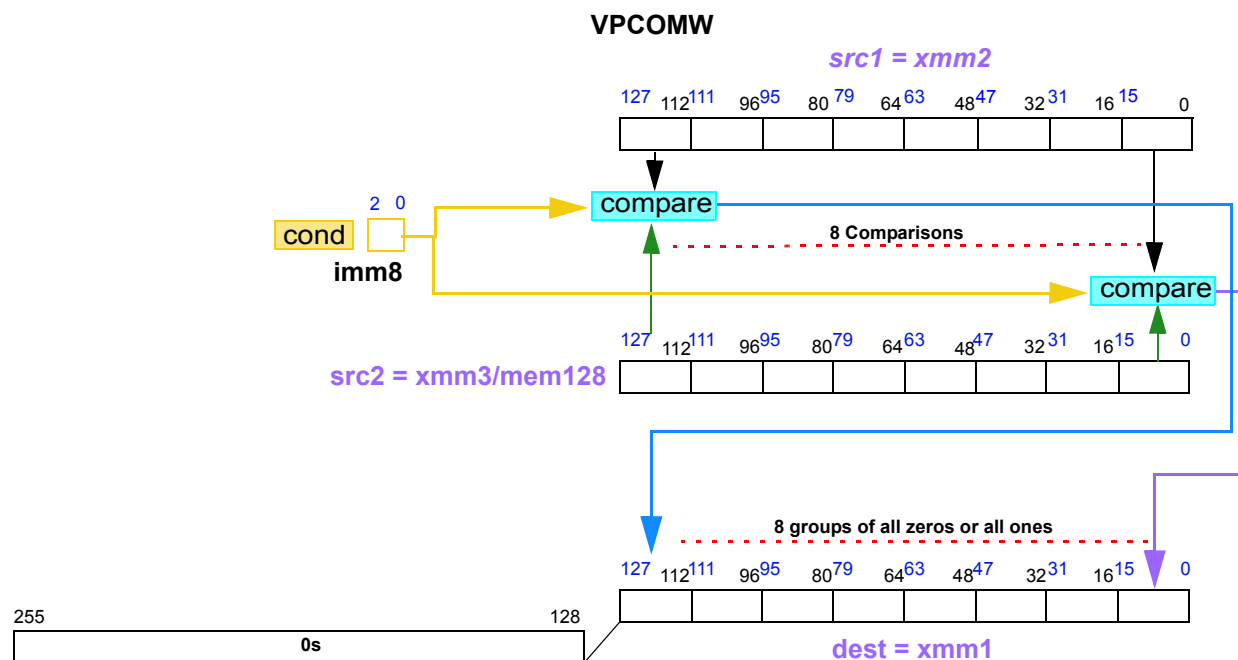 VPCOMW
src1 = xmm2
127 112 111 96 95 80 79 64 63 48 47 32 31 16 15 0
compare
2 0
cond
8 Comparisons
imm8
compare
127 112 111 96 95 80 79 64 63 48 47 32 31 16 15 0
src2 = xmm3/mem128
8 groups of all zeros or all ones
127 112 111 96 95 80 79 64 63 48 47 32 31 16 15 0
255 128
0s
dest = xmm1